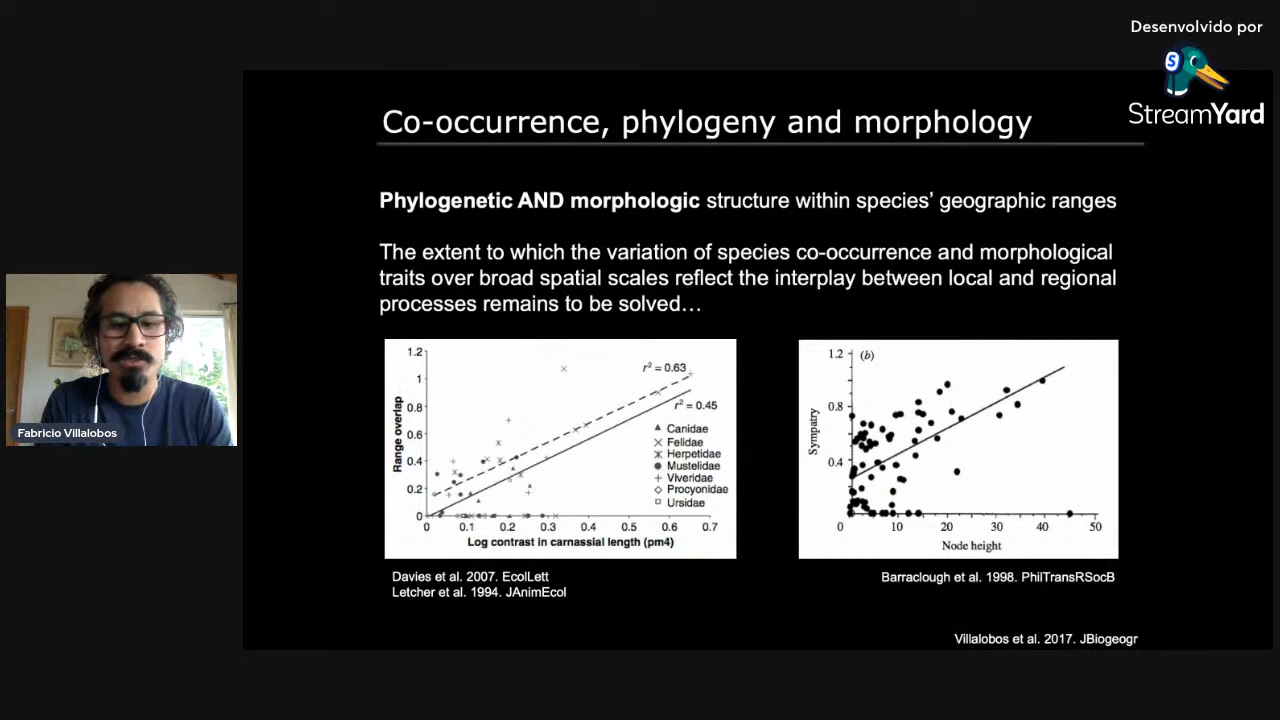 Desenvolvido por
S
StreamYard
Co-occurrence, phylogeny and morphology
Phylogenetic AND morphologic structure within species’ geographic ranges
The extent to which the variation of species co-occurrence and morphological
traits over broad spatial scales reflect the interplay between local and regional
processes remains to be solved…
1.2
1
0.8
0.6
0.4
0.2
0
Range overlap
r² = 0.63
r² = 0.45
Canidae
Felidae
Herpetidae
Mustelidae
Viveridae
Procyonidae
Ursidae
0 0.1 0.2 0.3 0.4 0.5 0.6 0.7
Log contrast in carnassial length (pm4)
Davies et al. 2007. EcolLett
Letcher et al. 1994. JAnimEcol
1.2
(b)
0.8
0.4
Sympatry
0 10 20 30 40 50
Node height
Barraclough et al. 1998. PhilTransRSocB
Villalobos et al. 2017. JBiogeogr
Fabricio Villalobos